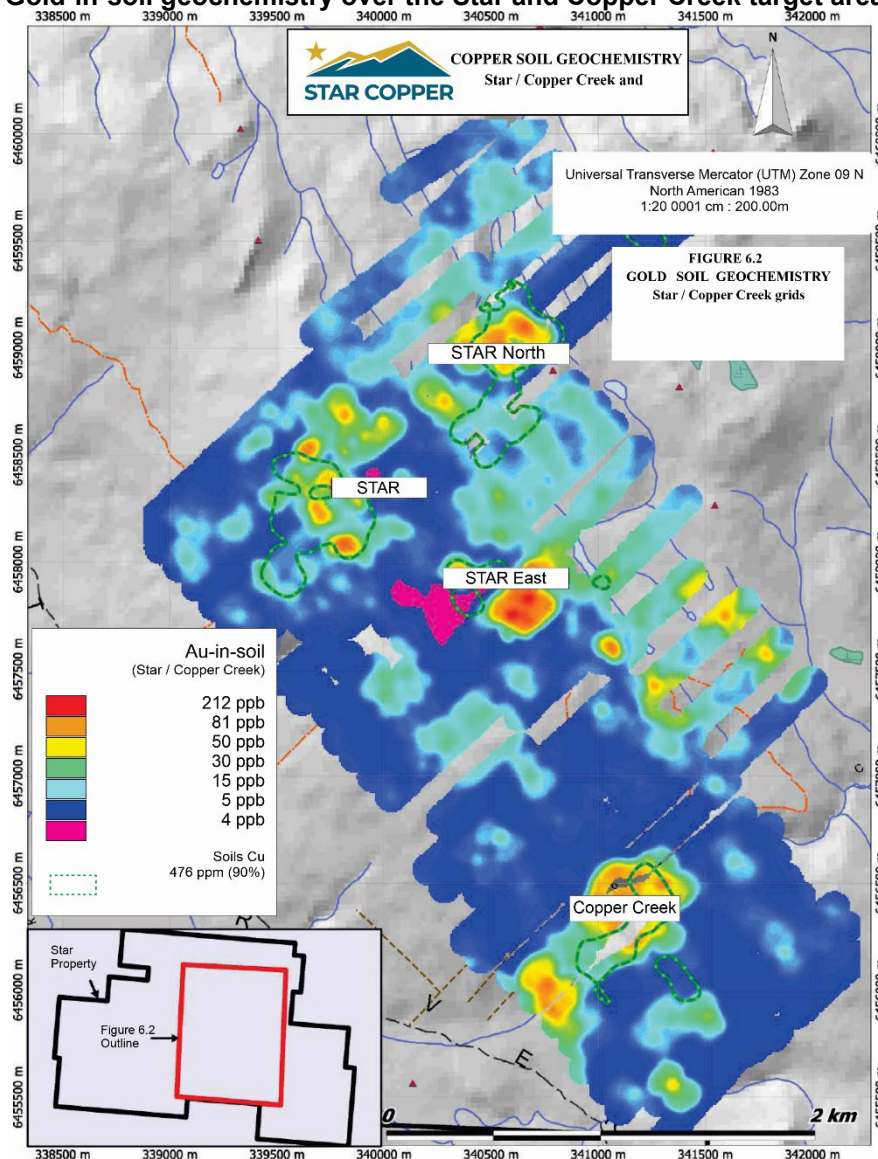 Gold-in-soil geochemistry over the Star and Copper Creek target area
338500 m 339000 m 339500 m 340000 m 340500 m 341000 m 341500 m 342000 m
STAR COPPER
COPPER SOIL GEOCHEMISTRY
Star / Copper Creek and
N
Universal Transverse Mercator (UTM) Zone 09 N
North American 1983
1:20 0001 cm : 200.00m
FIGURE 6.2
GOLD SOIL GEOCHEMISTRY
Star / Copper Creek grids
6460000 m
6459500 m
6459000 m
6458500 m
6458000 m
6457500 m
6457000 m
6456500 m
6456000 m
6455500 m
STAR North
STAR
STAR East
Copper Creek
Au-in-soil
(Star / Copper Creek)
212 ppb
81 ppb
50 ppb
30 ppb
15 ppb
5 ppb
4 ppb
Soils Cu
476 ppm (90%)
T
R
V
E
C
Star
Property
Figure 6.2
Outline
0
2 km
338500 m 339000 m 339500 m 340000 m 340500 m 341000 m 341500 m 342000 m